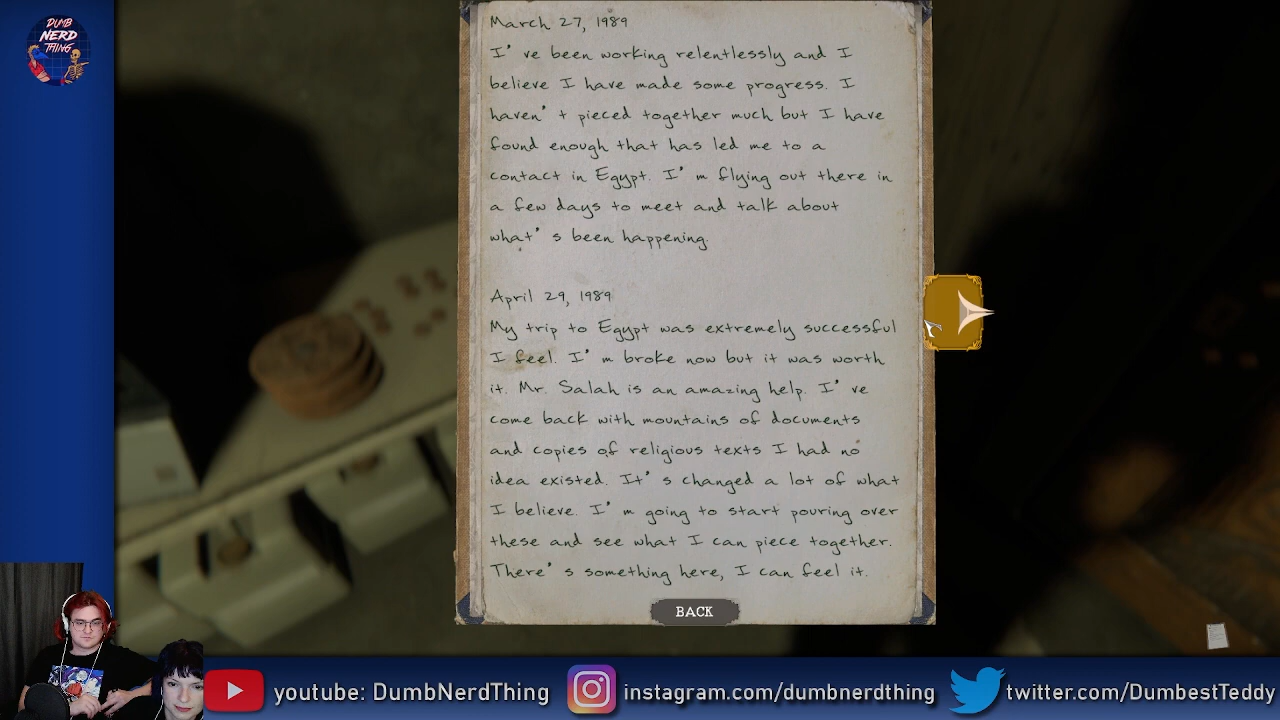 DUMB
NERD
THING
March 27, 1989
I've been working relentlessly and I
believe I have made some progress. I
haven't pieced together much but I have
found enough that has led me to a
contact in Egypt. I'm flying out there in
a few days to meet and talk about
what's been happening.
April 29, 1989
My trip to Egypt was extremely successful
I feel. I'm broke now but it was worth
it. Mr. Salah is an amazing help. I've
come back with mountains of documents
and copies of religious texts I had no
idea existed. It's changed a lot of what
I believe. I'm going to start pouring over
these and see what I can piece together.
There's something here, I can feel it.
BACK
youtube: DumbNerdThing
instagram.com/dumbnerdthing
twitter.com/DumbestTeddy